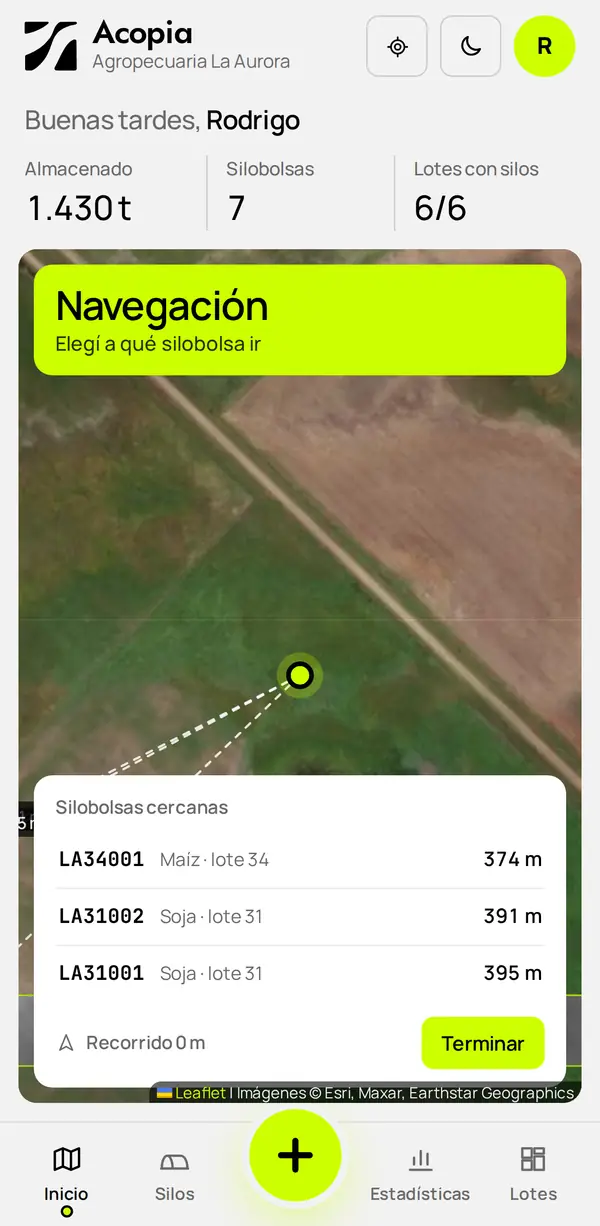 Acopia
Agropecuaria La Aurora
R
Buenas tardes, Rodrigo
Almacenado
Silobolsas
Lotes con silos
1.430 t
7
6/6
Navegación
Elegí a qué silobolsa ir
Silobolsas cercanas
LA34001 Maíz · lote 34 374 m
LA31002 Soja · lote 31 391 m
LA31001 Soja · lote 31 395 m
Recorrido 0 m
Terminar
Leaflet | Imágenes © Esri, Maxar, Earthstar Geographics
Inicio
Silos
Estadísticas
Lotes